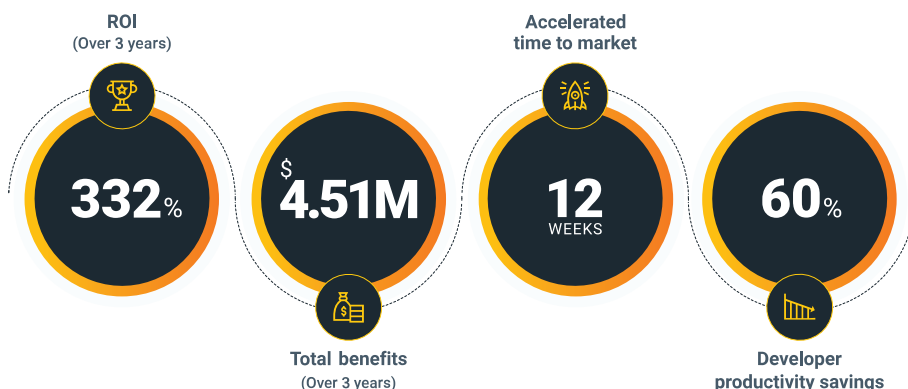 ROI
(Over 3 years)
332%
$
4.51M
Total benefits
(Over 3 years)
Accelerated
time to market
12
WEEKS
60%
Developer
productivity savings